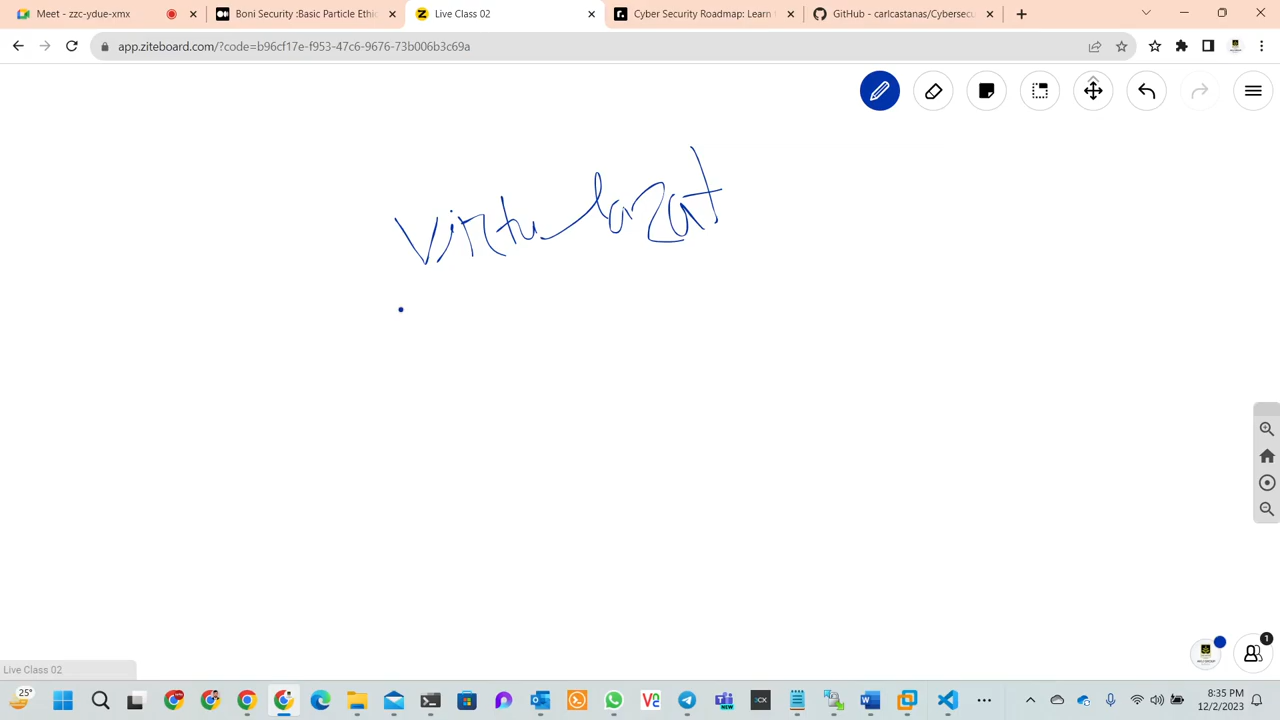 Meet - zzc-ydue-xmx
Boni Security :Basic Particle Ethic
Live Class 02
Cyber Security Roadmap: Learn
GitHub - carlcastanas/Cybersecu
app.ziteboard.com/?code=b96cf17e-f953-47c6-9676-73b006b3c69a
Virtulazat
1
Live Class 02
25°
8:35 PM
12/2/2023